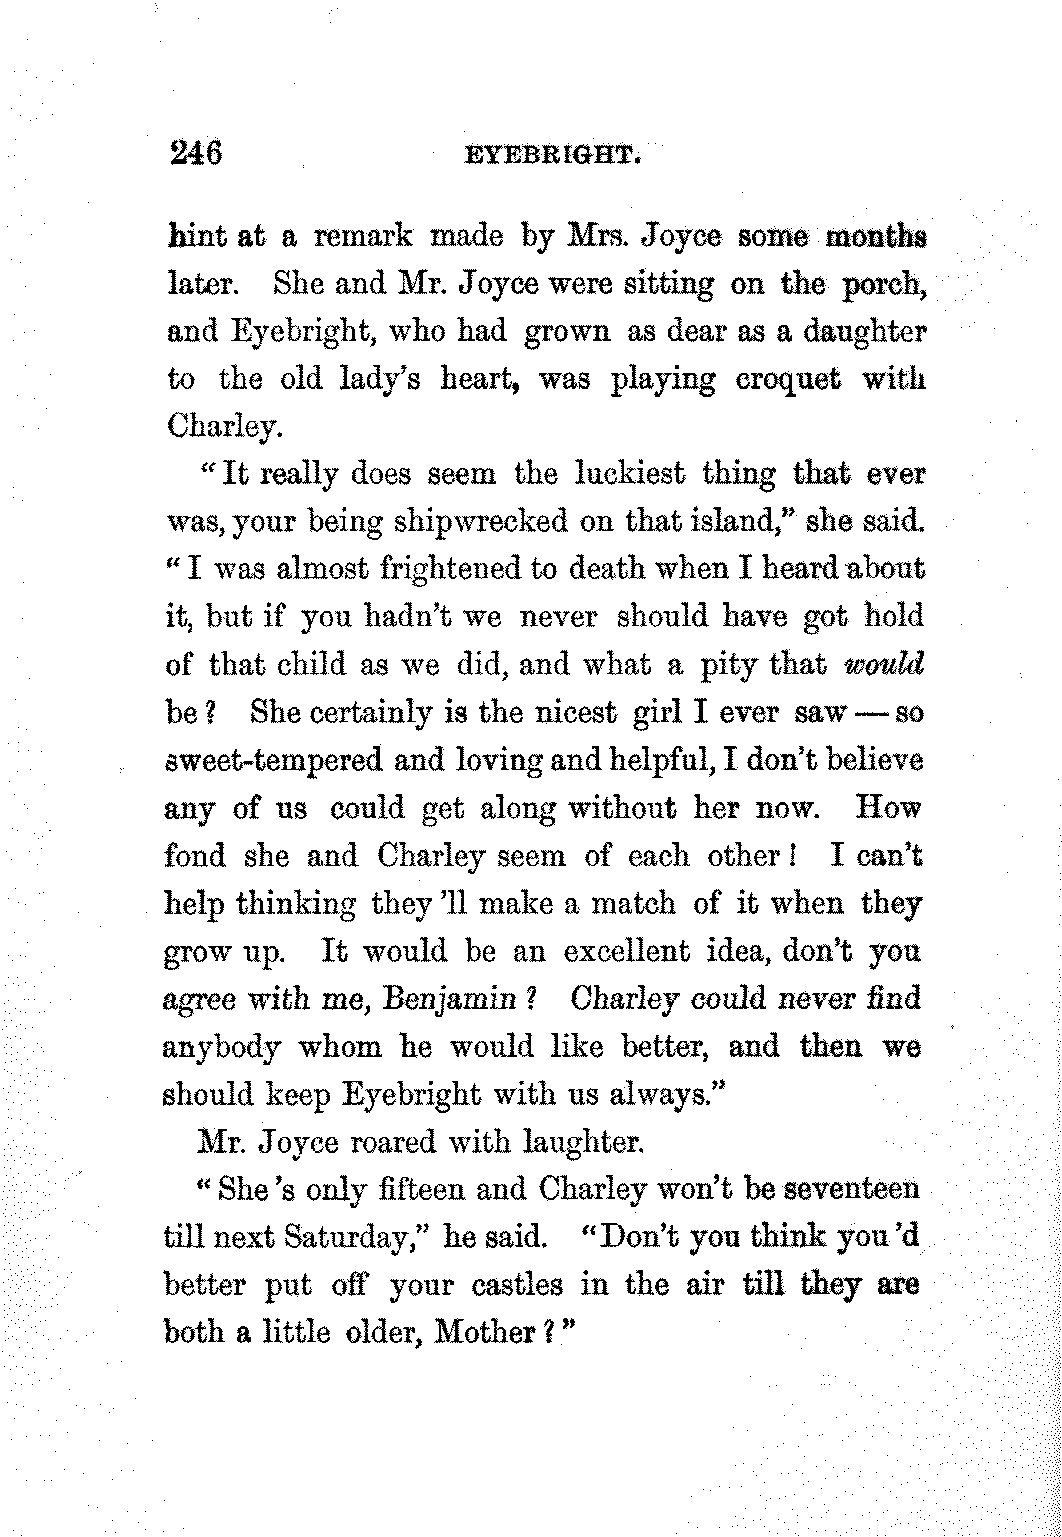 246 EYEBRIGHT.
hint at a remark made by Mrs. Joyce some months
later. She and Mr. Joyce were sitting on the porch,
and Eyebright, who had grown as dear as a daughter
to the old lady's heart, was playing croquet with
Charley.
"It really does seem the luckiest thing that ever
was, your being shipwrecked on that island," she said.
"I was almost frightened to death when I heard about
it, but if you hadn't we never should have got hold
of that child as we did, and what a pity that would
be? She certainly is the nicest girl I ever saw — so
sweet-tempered and loving and helpful, I don't believe
any of us could get along without her now. How
fond she and Charley seem of each other! I can't
help thinking they 'll make a match of it when they
grow up. It would be an excellent idea, don't you
agree with me, Benjamin? Charley could never find
anybody whom he would like better, and then we
should keep Eyebright with us always."
Mr. Joyce roared with laughter.
"She 's only fifteen and Charley won't be seventeen
till next Saturday," he said. "Don't you think you 'd
better put off your castles in the air till they are
both a little older, Mother?"